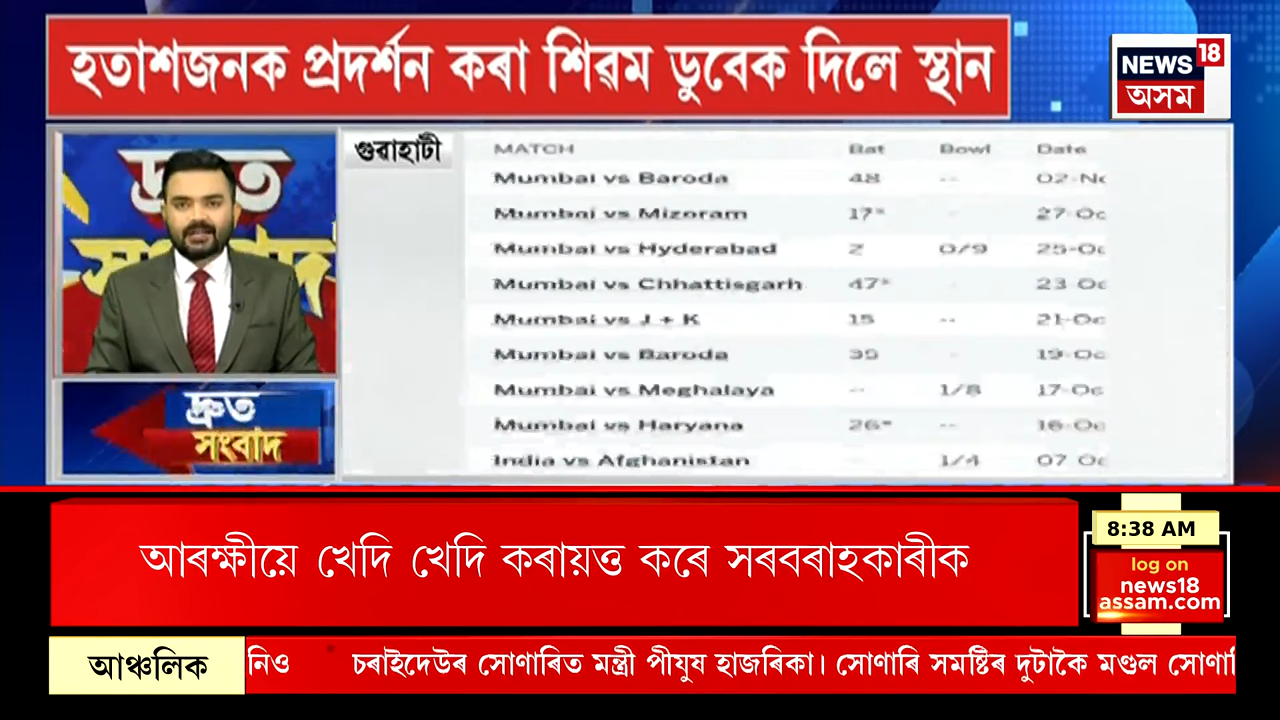 হতাশজনক প্ৰদৰ্শন কৰা শিৱম ডুবেক দিলে স্থান
NEWS 18
অসম
দ্ৰুত
সংবাদ
গুৱাহাটী
MATCH Bat Bowl Date
Mumbai vs Baroda 48 -- 02-No
Mumbai vs Mizoram 17* - 27-Oc
Mumbai vs Hyderabad 2 0/9 25-Oc
Mumbai vs Chhattisgarh 47* - 23 Oc
Mumbai vs J + K 15 -- 21-Oc
Mumbai vs Baroda - 19-Oc
Mumbai vs Meghalaya -- 1/8 17-Oc
Mumbai vs Haryana 26* -- 16-Oc
India vs Afghanistan 1/4 07 Oc
দ্ৰুত
সংবাদ
আৰক্ষীয়ে খেদি খেদি কৰায়ত্ত কৰে সৰবৰাহকাৰীক
8:38 AM
log on
news18
assam.com
আঞ্চলিক নিও চৰাইদেউৰ সোণাৰিত মন্ত্ৰী পীযুষ হাজৰিকা। সোণাৰি সমষ্টিৰ দুটাকৈ মণ্ডল সোণাৰি